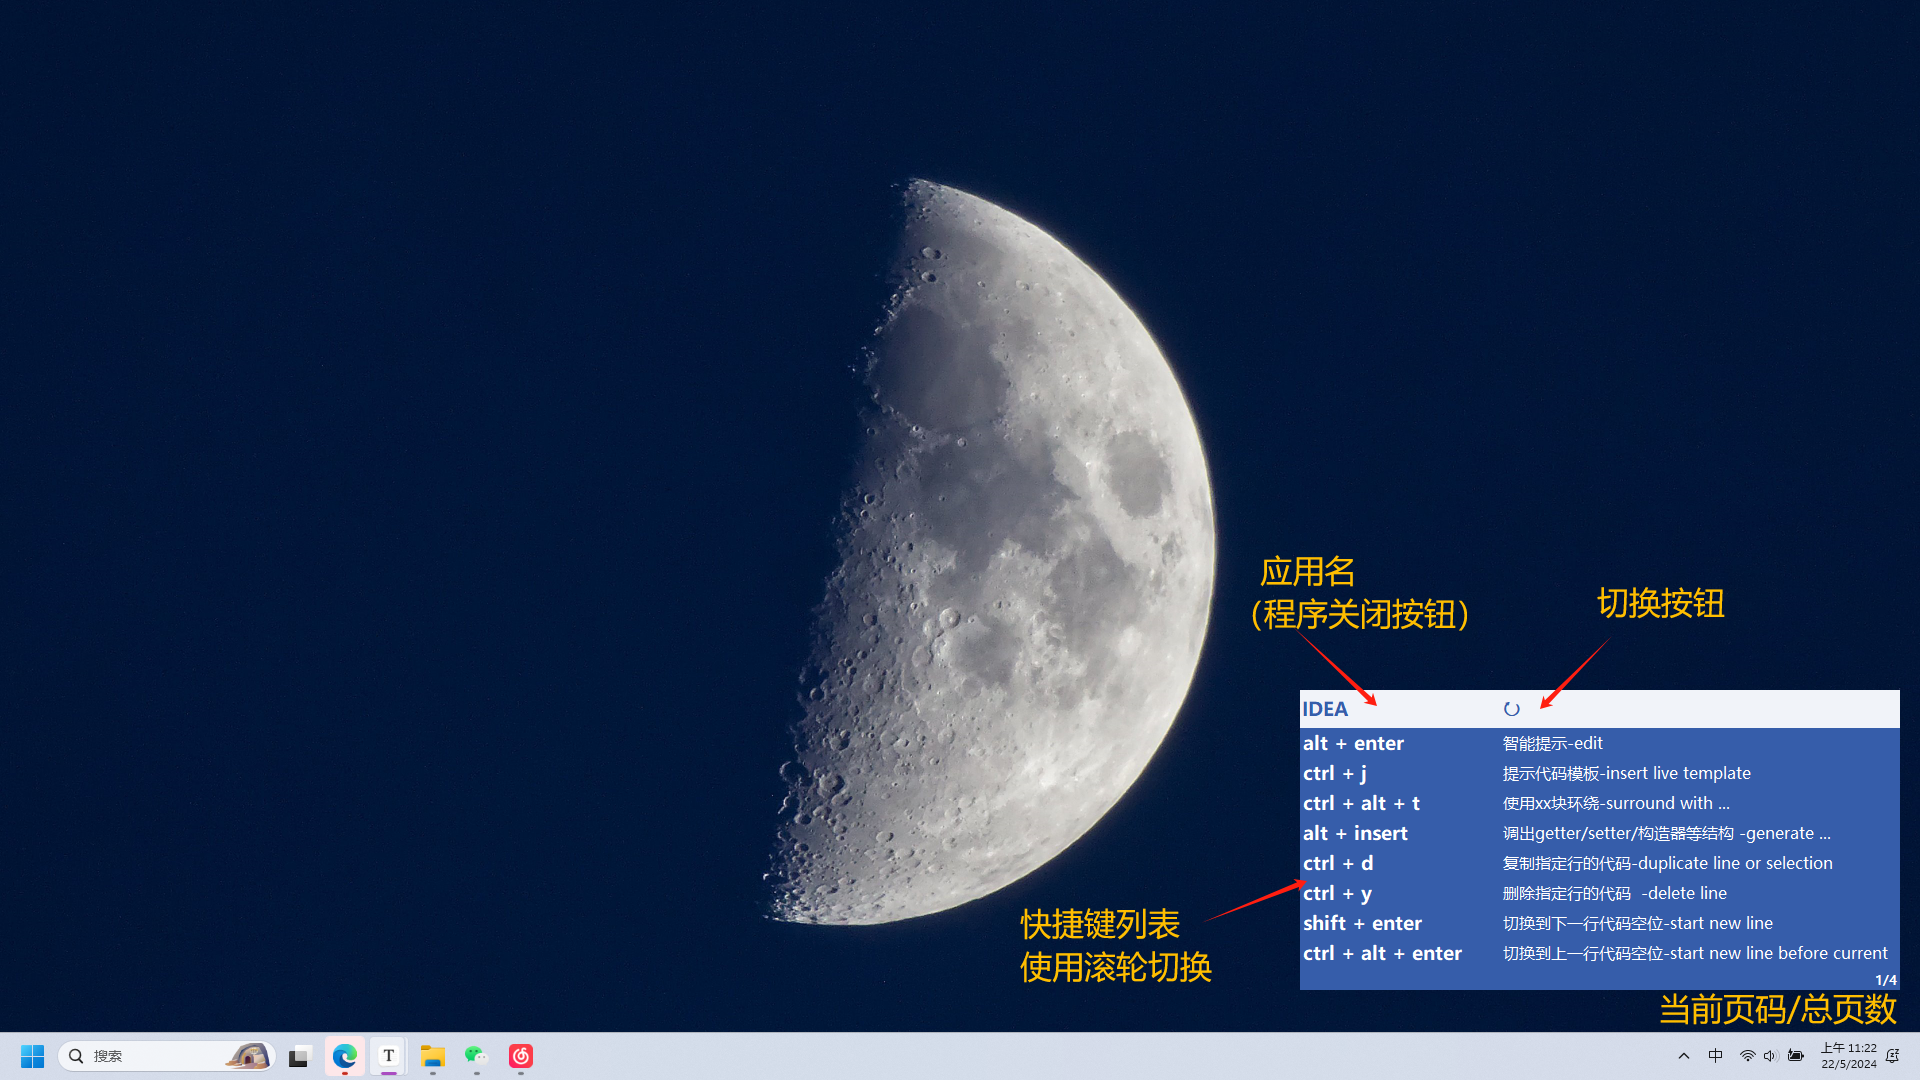 应用名
（程序关闭按钮）
切换按钮
IDEA
alt + enter 智能提示-edit
ctrl + j 提示代码模板-insert live template
ctrl + alt + t 使用xx块环绕-surround with ...
alt + insert 调出getter/setter/构造器等结构 -generate ...
ctrl + d 复制指定行的代码-duplicate line or selection
ctrl + y 删除指定行的代码 -delete line
shift + enter 切换到下一行代码空位-start new line
ctrl + alt + enter 切换到上一行代码空位-start new line before current
1/4
快捷键列表
使用滚轮切换
当前页码/总页数
搜索
T
中
上午 11:22
22/5/2024